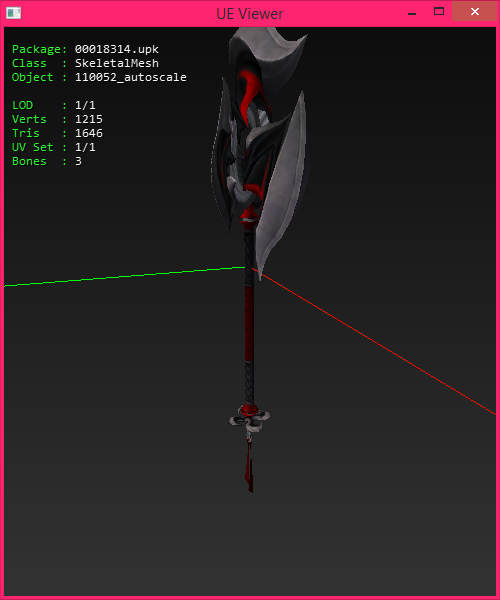 UE Viewer
Package: 00018314.upk
Class : SkeletalMesh
Object : 110052_autoscale
LOD : 1/1
Verts : 1215
Tris : 1646
UV Set : 1/1
Bones : 3